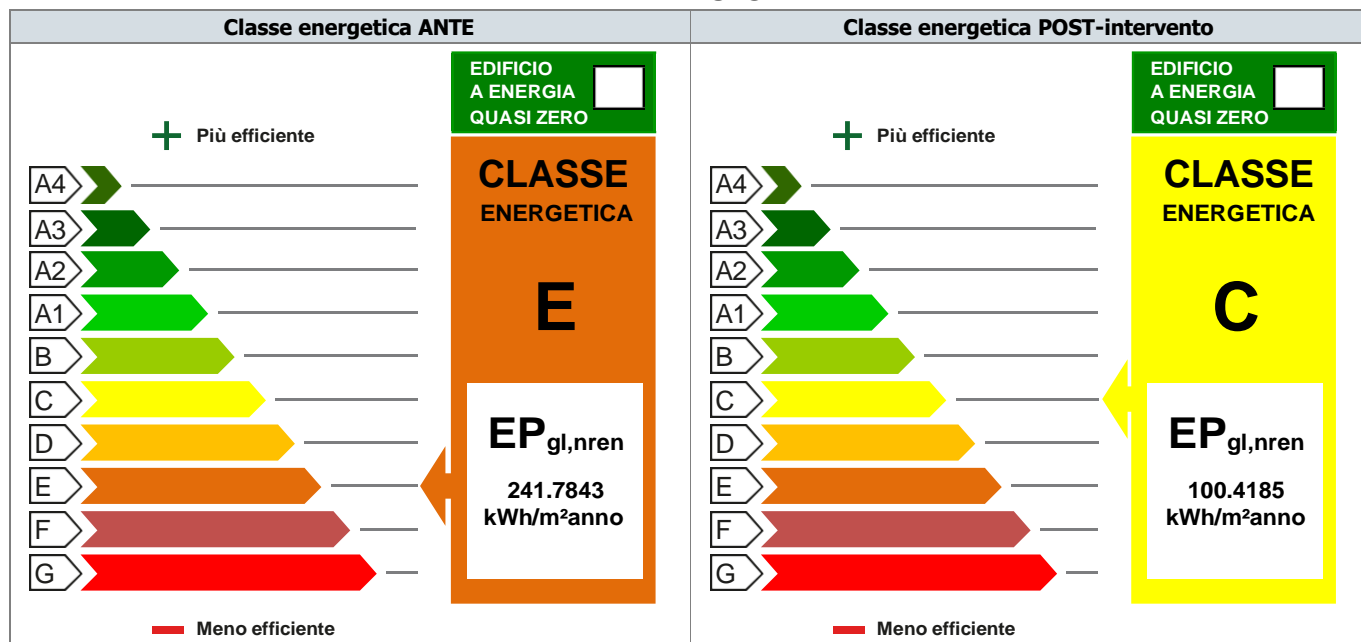 Classe energetica ANTE
EDIFICIO
A ENERGIA
QUASI ZERO
Più efficiente
A4
A3
A2
A1
B
C
D
E
F
G
Meno efficiente
CLASSE
ENERGETICA
E
EPgl,nren
241.7843
kWh/m²anno
Classe energetica POST-intervento
EDIFICIO
A ENERGIA
QUASI ZERO
Più efficiente
A4
A3
A2
A1
B
C
D
E
F
G
Meno efficiente
CLASSE
ENERGETICA
C
EPgl,nren
100.4185
kWh/m²anno